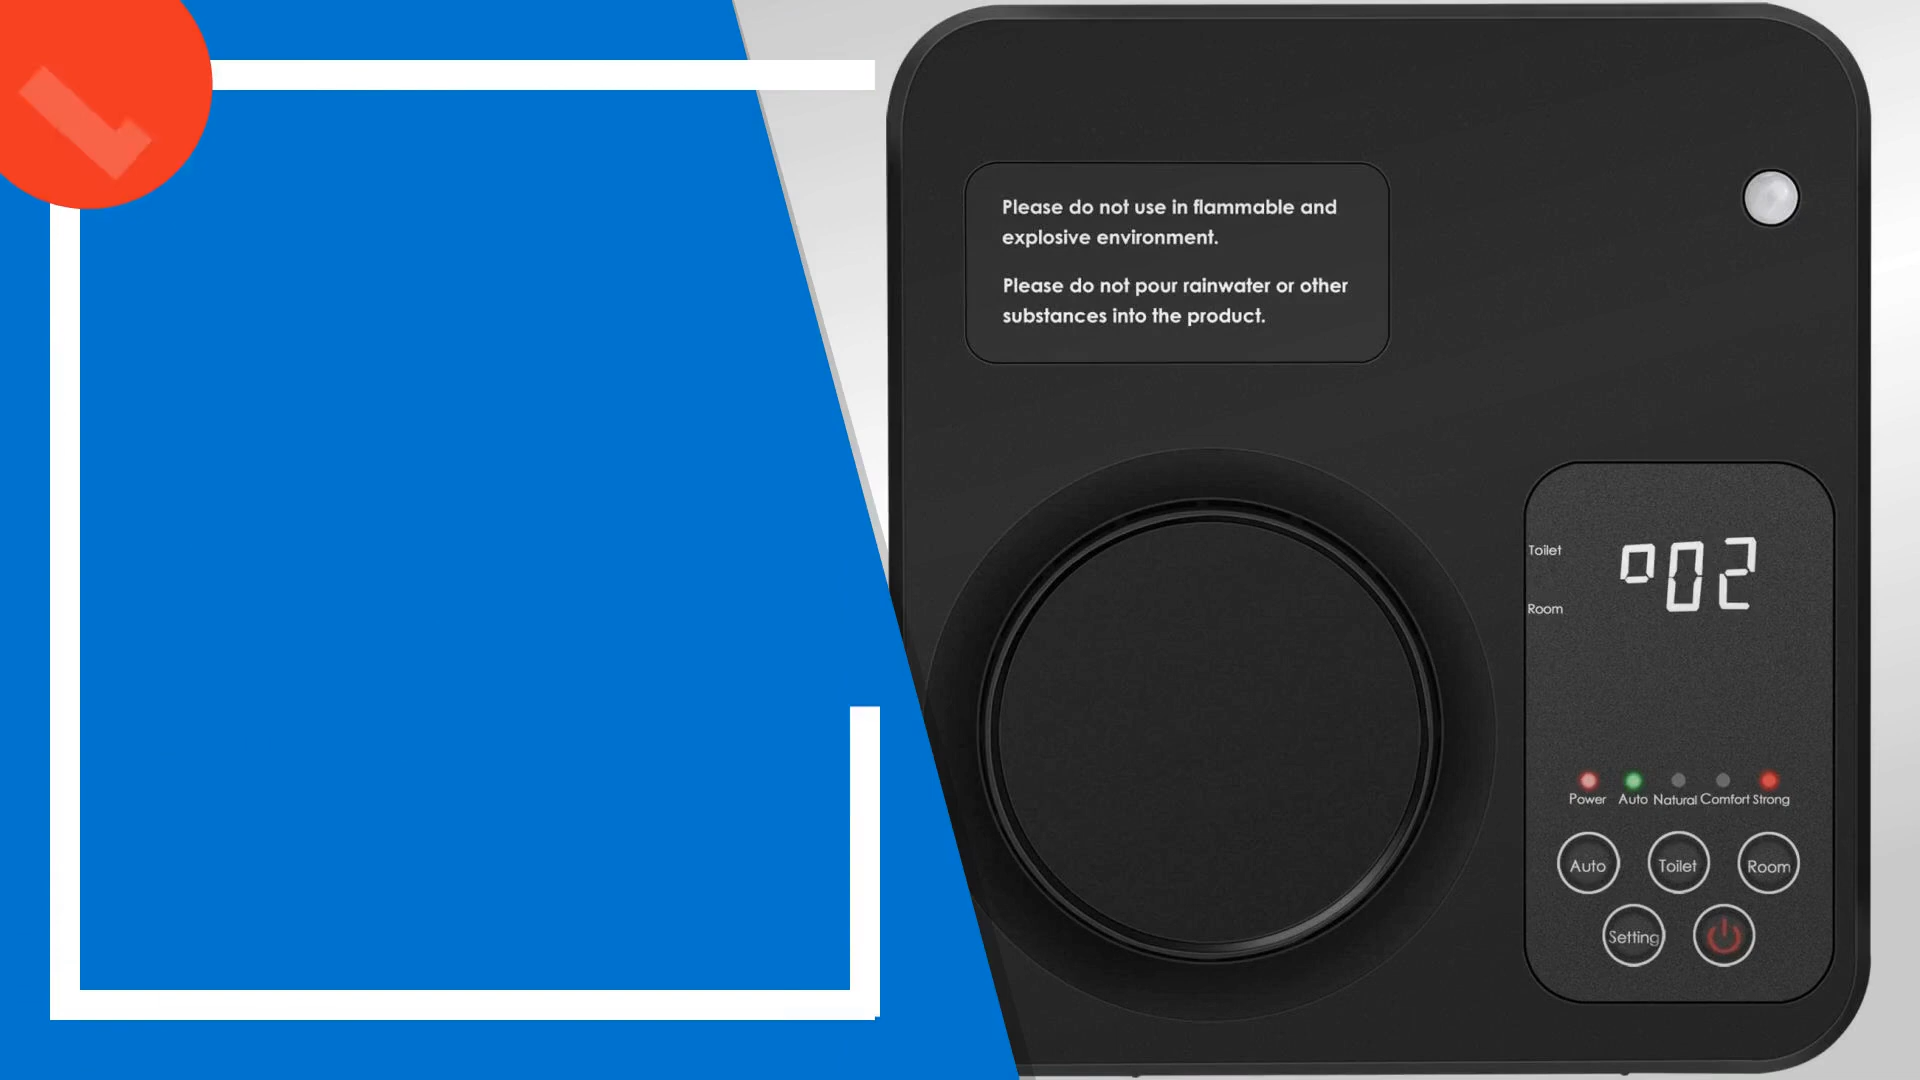 Please do not use in flammable and
explosive environment.
Please do not pour rainwater or other
substances into the product.
Toilet
°02
Room
Power Auto Natural Comfort Strong
Auto Toilet Room
Setting